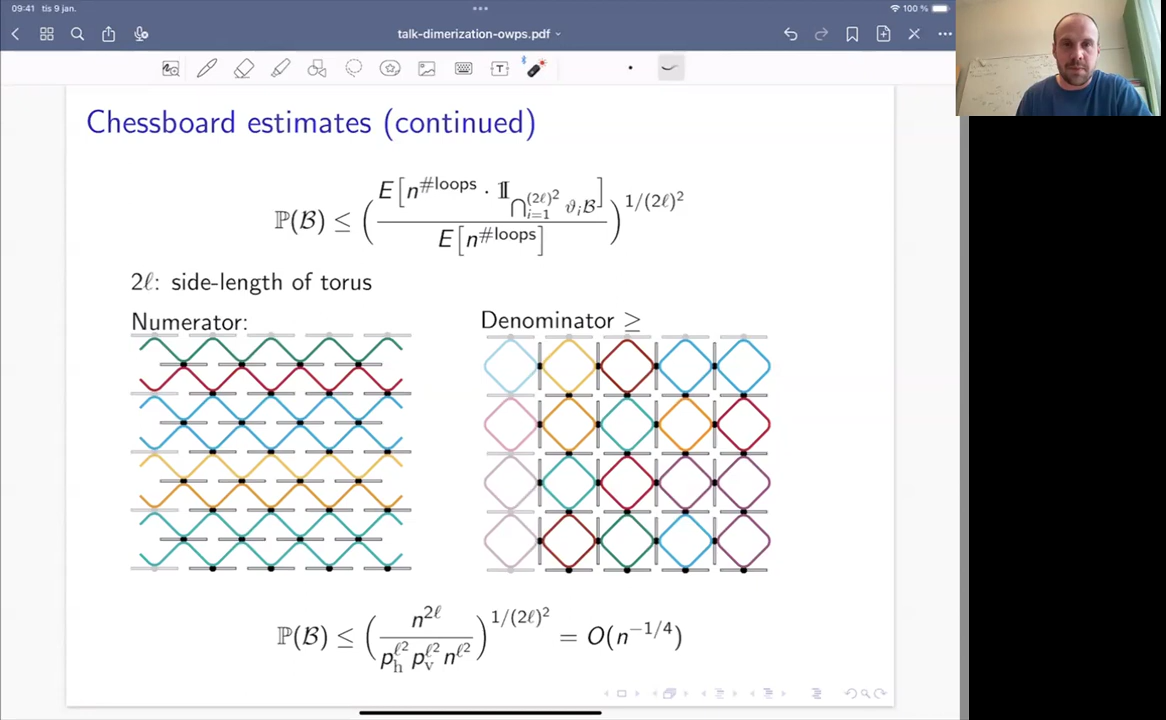 09:41 tis 9 jan.
100 %
talk-dimerization-owps.pdf
Chessboard estimates (continued)
ℙ(ℬ) ≤ ( E[n^{#loops} · 𝟙_{⋂_{i=1}^{(2ℓ)^2} ϑ_iℬ}] / E[n^{#loops}] )^{1/(2ℓ)^2}
2ℓ: side-length of torus
Numerator:
Denominator ≥
ℙ(ℬ) ≤ ( n^{2ℓ} / p_h^{ℓ^2} p_v^{ℓ^2} n^{ℓ^2} )^{1/(2ℓ)^2} = O(n^{-1/4})